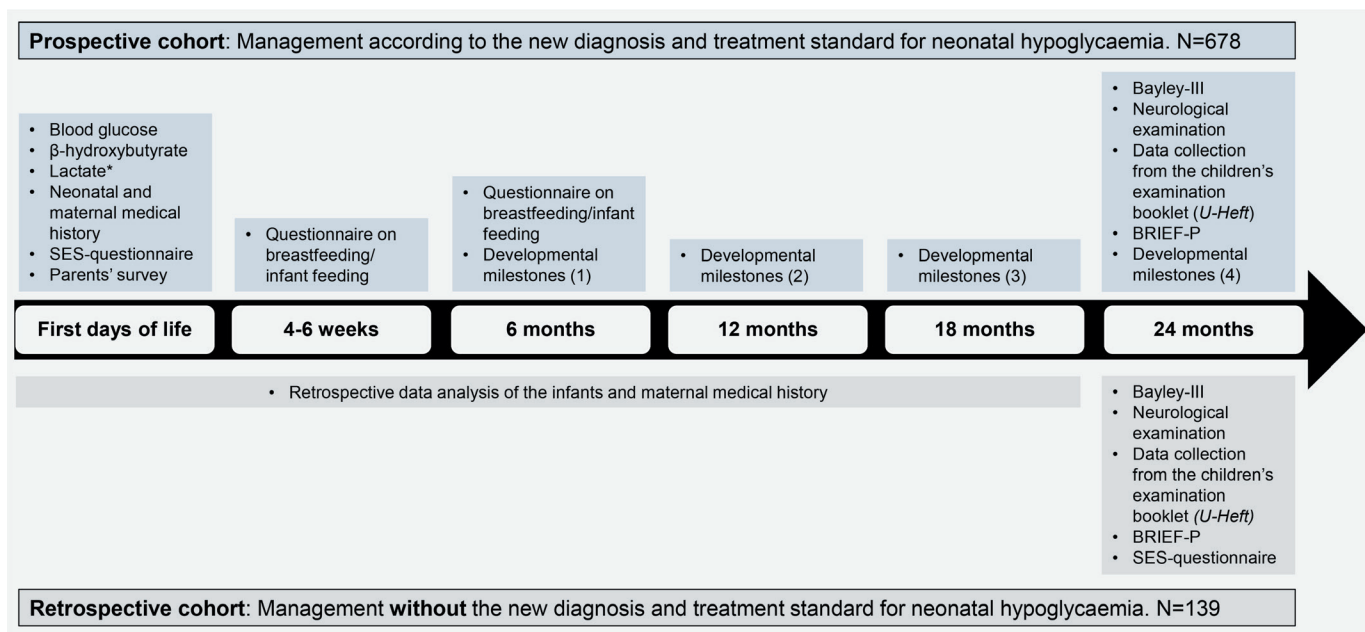 Prospective cohort: Management according to the new diagnosis and treatment standard for neonatal hypoglycaemia. N=678
• Blood glucose
• β-hydroxybutyrate
• Lactate*
• Neonatal and
maternal medical
history
• SES-questionnaire
• Parents' survey
• Questionnaire on
breastfeeding/
infant feeding
• Questionnaire on
breastfeeding/infant
feeding
• Developmental
milestones (1)
• Developmental
milestones (2)
• Developmental
milestones (3)
• Bayley-III
• Neurological
examination
• Data collection
from the children's
examination
booklet (U-Heft)
• BRIEF-P
• Developmental
milestones (4)
First days of life
4-6 weeks
6 months
12 months
18 months
24 months
• Retrospective data analysis of the infants and maternal medical history
• Bayley-III
• Neurological
examination
• Data collection
from the children's
examination
booklet (U-Heft)
• BRIEF-P
• SES-questionnaire
Retrospective cohort: Management without the new diagnosis and treatment standard for neonatal hypoglycaemia. N=139